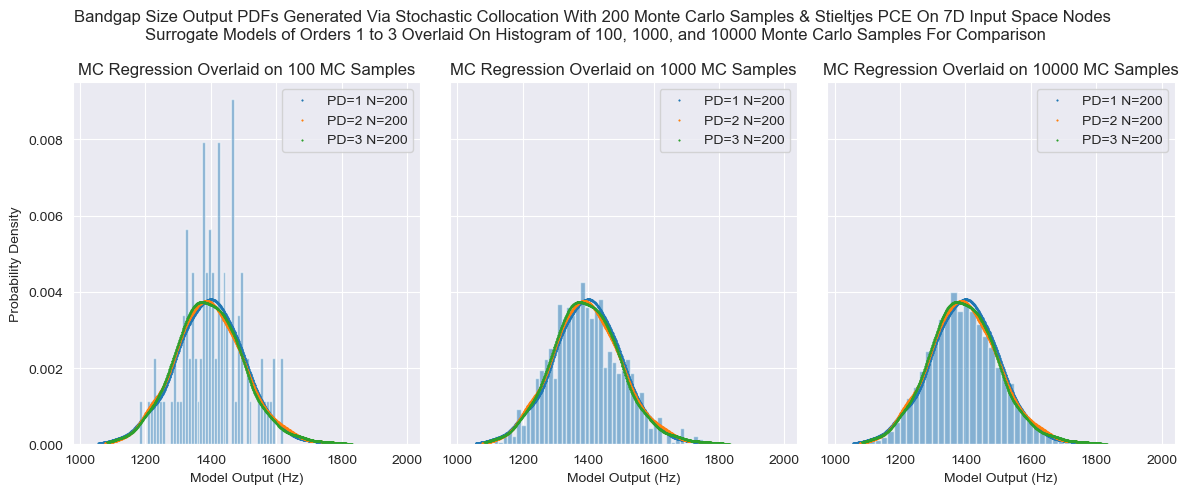 Bandgap Size Output PDFs Generated Via Stochastic Collocation With 200 Monte Carlo Samples & Stieltjes PCE On 7D Input Space Nodes
Surrogate Models of Orders 1 to 3 Overlaid On Histogram of 100, 1000, and 10000 Monte Carlo Samples For Comparison
MC Regression Overlaid on 100 MC Samples
PD=1 N=200
PD=2 N=200
PD=3 N=200
Probability Density
0.008
0.006
0.004
0.002
0.000
1000 1200 1400 1600 1800 2000
Model Output (Hz)
MC Regression Overlaid on 1000 MC Samples
PD=1 N=200
PD=2 N=200
PD=3 N=200
1000 1200 1400 1600 1800 2000
Model Output (Hz)
MC Regression Overlaid on 10000 MC Samples
PD=1 N=200
PD=2 N=200
PD=3 N=200
1000 1200 1400 1600 1800 2000
Model Output (Hz)